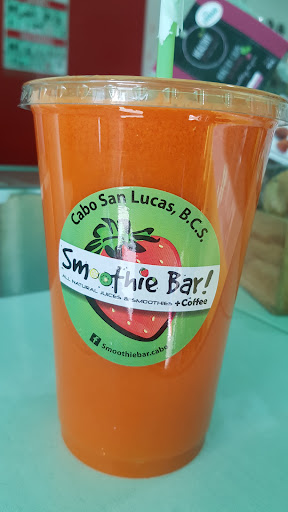 Cabo San Lucas, B.C.S.
Smoothie Bar!
ALL NATURAL JUICES & SMOOTHIES + Coffee
Smoothiebar.cabo